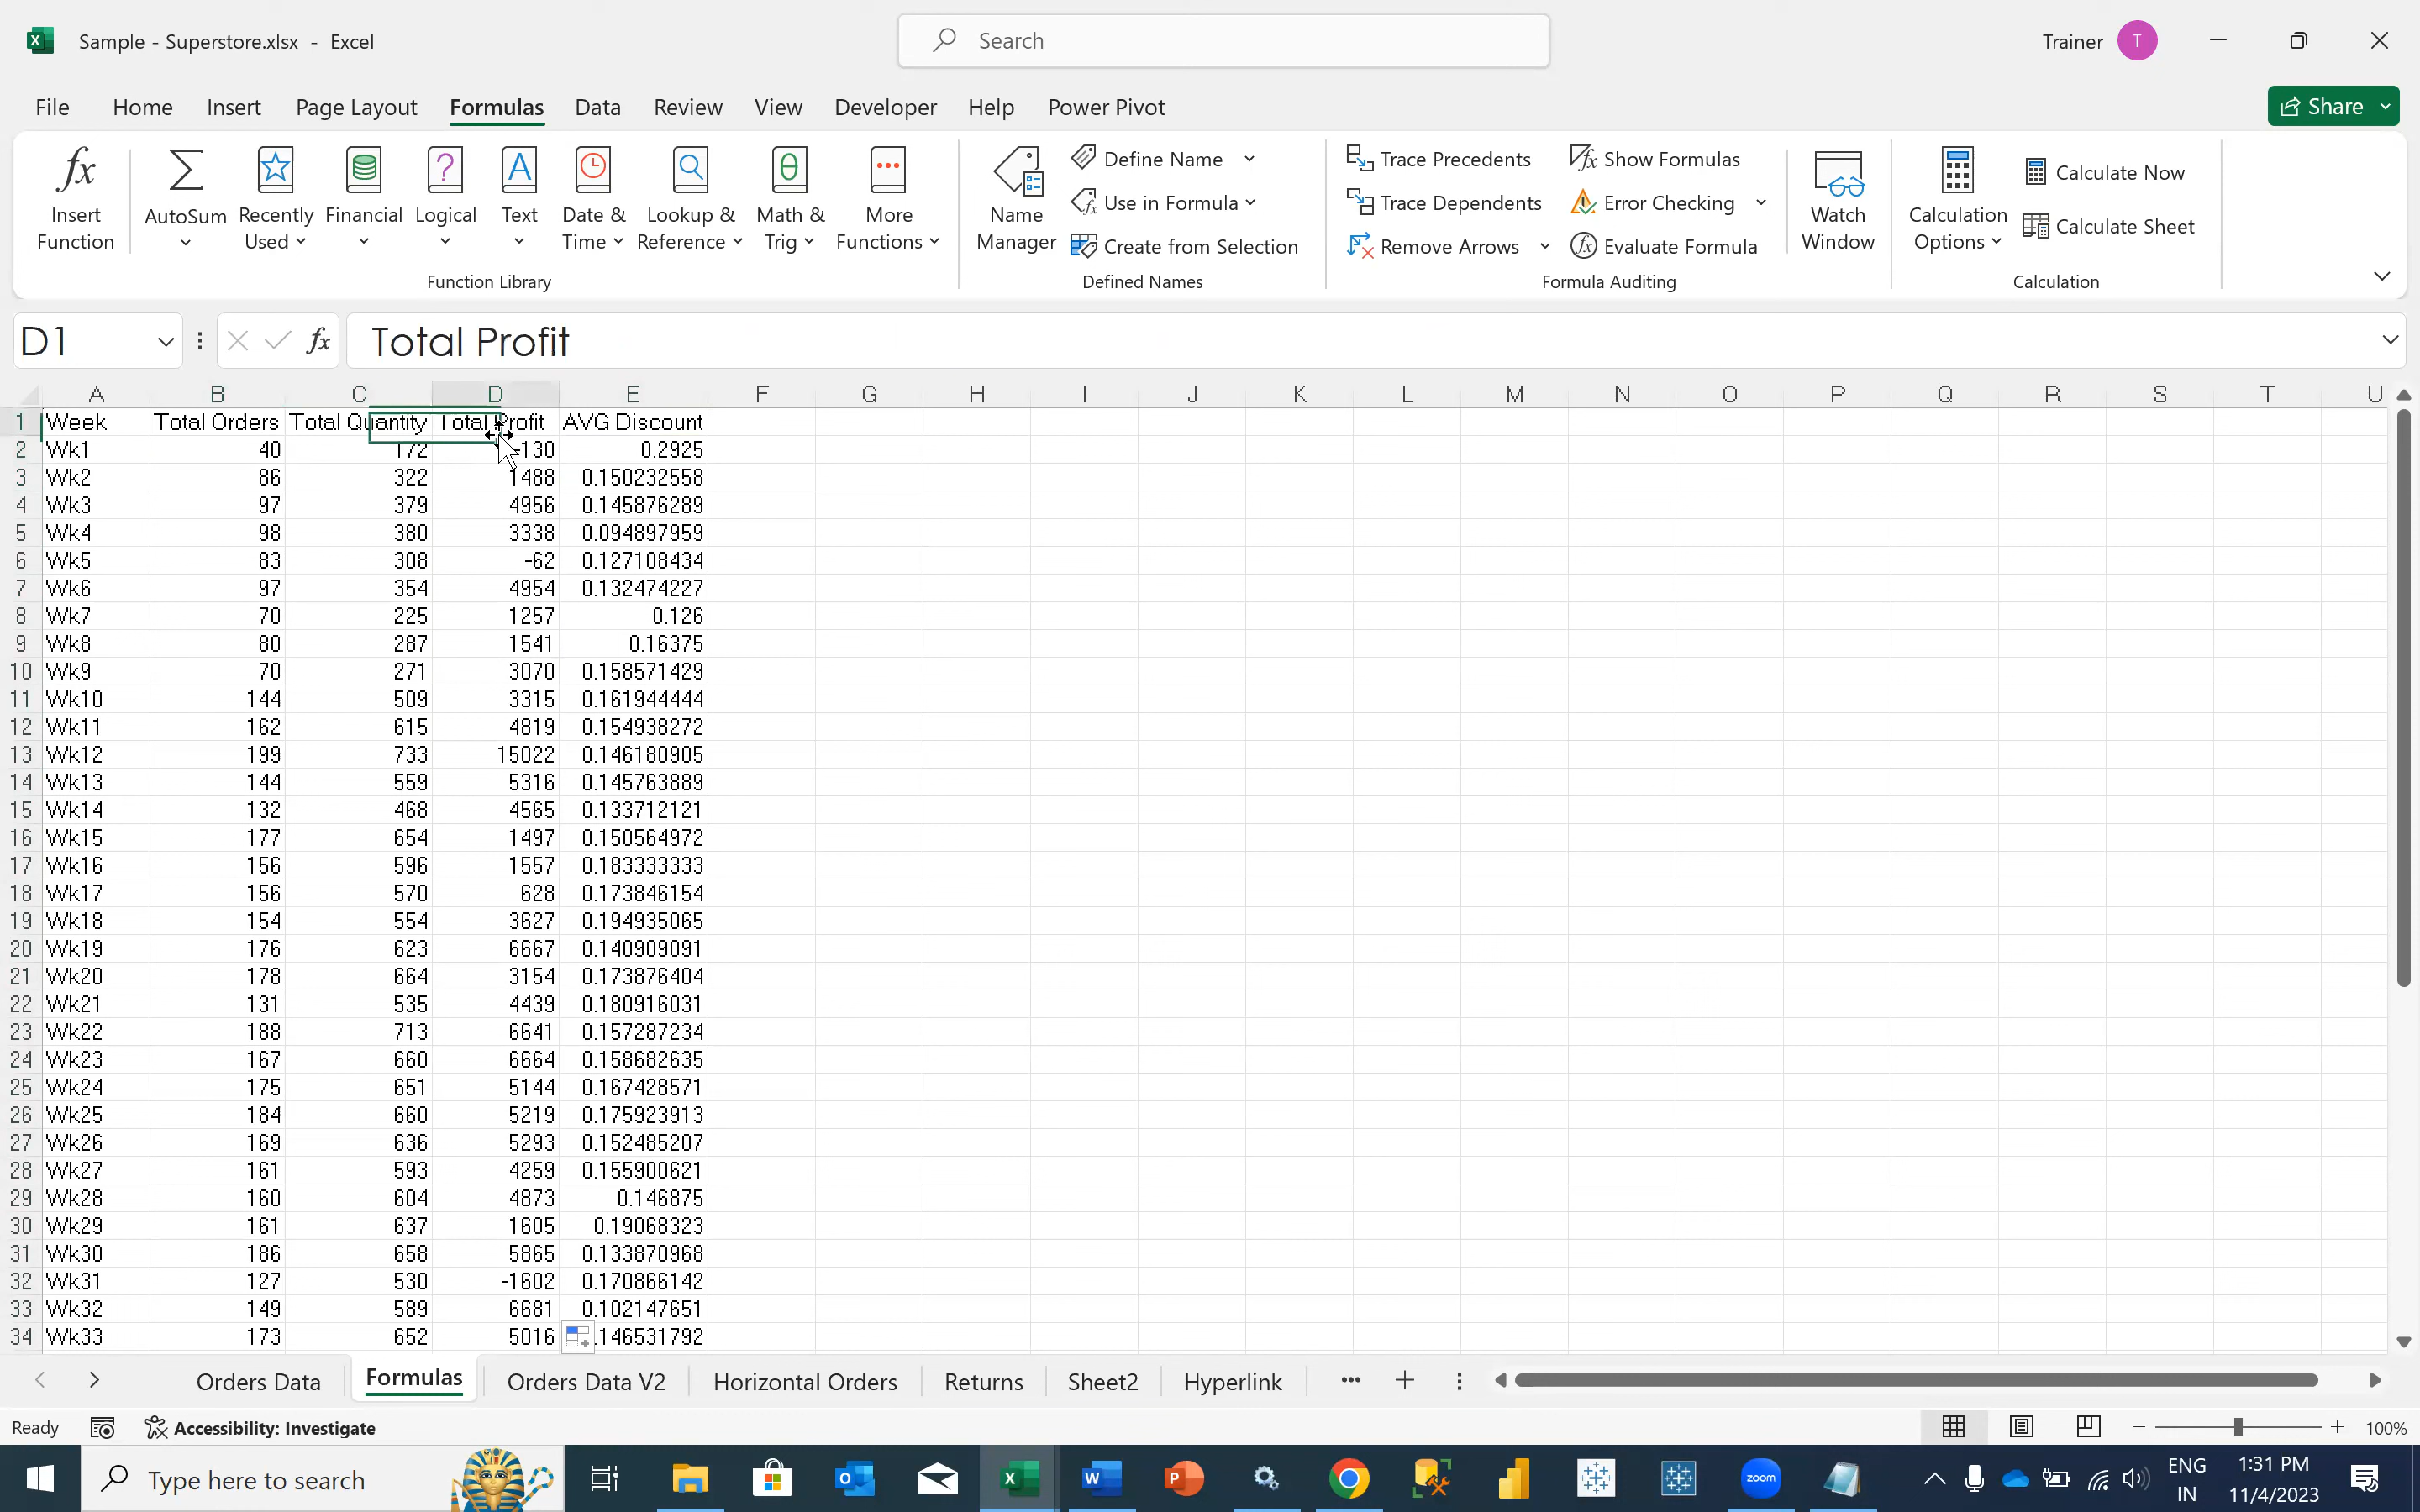 Sample - Superstore.xlsx - Excel
Search
Trainer T
File Home Insert Page Layout Formulas Data Review View Developer Help Power Pivot
Share
Insert Function
AutoSum
Recently Used
Financial
Logical
Text
Date & Time
Lookup & Reference
Math & Trig
More Functions
Function Library
Name Manager
Define Name
Use in Formula
Create from Selection
Defined Names
Trace Precedents
Trace Dependents
Remove Arrows
Show Formulas
Error Checking
Evaluate Formula
Formula Auditing
Watch Window
Calculation Options
Calculate Now
Calculate Sheet
Calculation
D1 fx Total Profit
A B C D E F G H I J K L M N O P Q R S T U
1 Week Total Orders Total Quantity Total Profit AVG Discount
2 Wk1 40 172 -130 0.2925
3 Wk2 86 322 1488 0.150232558
4 Wk3 97 379 4956 0.145876289
5 Wk4 98 380 3338 0.094897959
6 Wk5 83 308 -62 0.127108434
7 Wk6 97 354 4954 0.132474227
8 Wk7 70 225 1257 0.126
9 Wk8 80 287 1541 0.16375
10 Wk9 70 271 3070 0.158571429
11 Wk10 144 509 3315 0.161944444
12 Wk11 162 615 4819 0.154938272
13 Wk12 199 733 15022 0.146180905
14 Wk13 144 559 5316 0.145763889
15 Wk14 132 468 4565 0.133712121
16 Wk15 177 654 1497 0.150564972
17 Wk16 156 596 1557 0.183333333
18 Wk17 156 570 628 0.173846154
19 Wk18 154 554 3627 0.194935065
20 Wk19 176 623 6667 0.140909091
21 Wk20 178 664 3154 0.173876404
22 Wk21 131 535 4439 0.180916031
23 Wk22 188 713 6641 0.157287234
24 Wk23 167 660 6664 0.158682635
25 Wk24 175 651 5144 0.167428571
26 Wk25 184 660 5219 0.175923913
27 Wk26 169 636 5293 0.152485207
28 Wk27 161 593 4259 0.155900621
29 Wk28 160 604 4873 0.146875
30 Wk29 161 637 1605 0.19068323
31 Wk30 186 658 5865 0.133870968
32 Wk31 127 530 -1602 0.170866142
33 Wk32 149 589 6681 0.102147651
34 Wk33 173 652 5016 .146531792
Orders Data Formulas Orders Data V2 Horizontal Orders Returns Sheet2 Hyperlink
Ready Accessibility: Investigate 100%
Type here to search
zoom
ENG
IN
1:31 PM
11/4/2023